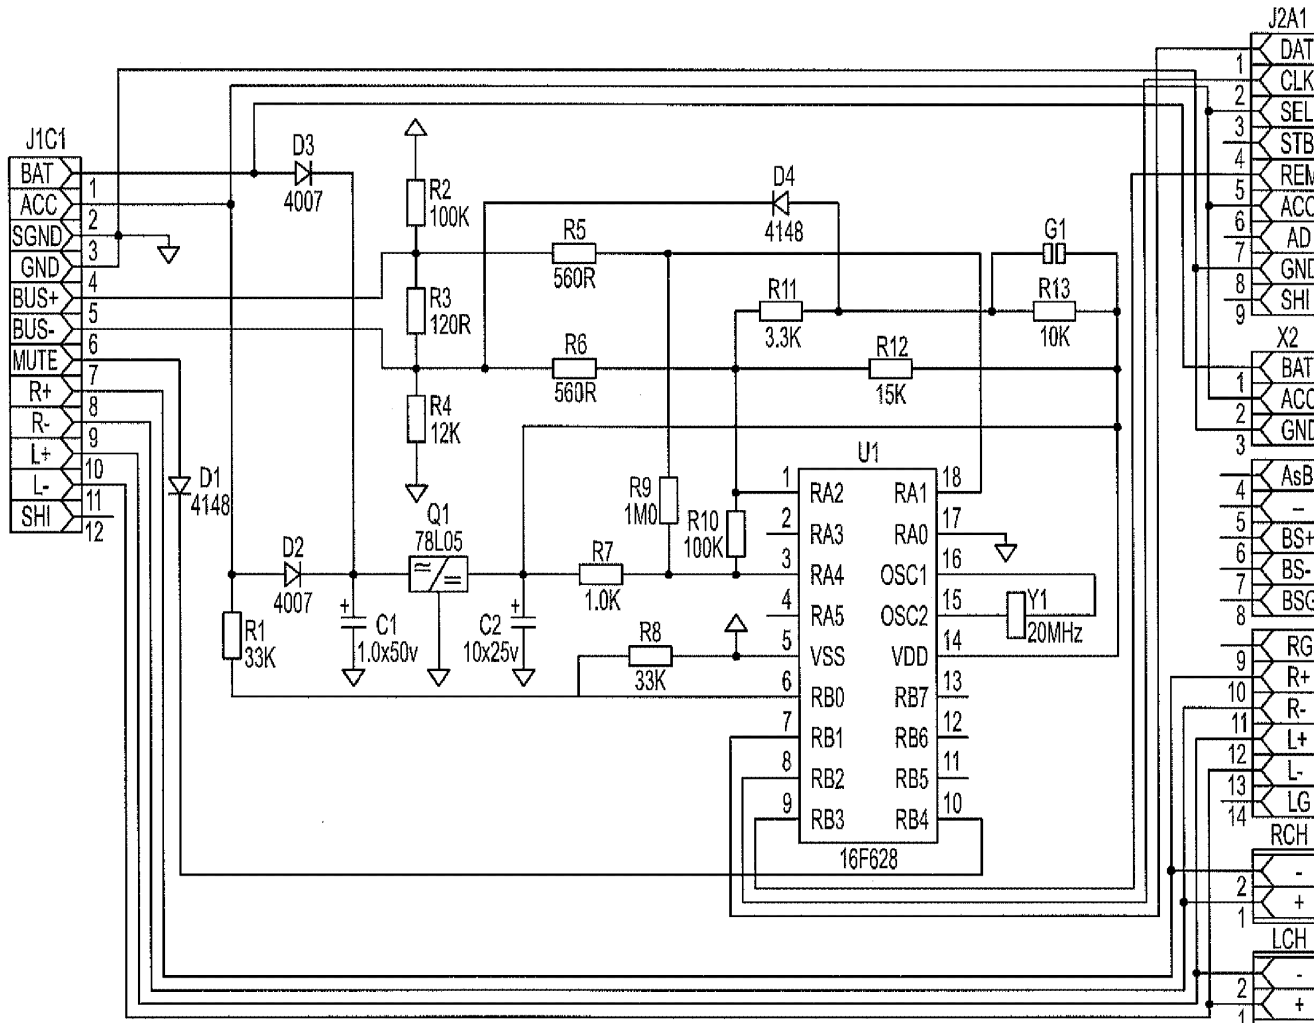 J1C1
BAT
1
ACC
2
SGND
3
GND
4
BUS+
5
BUS-
6
MUTE
7
R+
8
R-
9
L+
10
L-
11
SHI
12
D3
4007
R2
100K
R3
120R
R4
12K
R5
560R
R6
560R
D4
4148
R11
3.3K
G1
R13
10K
R12
15K
D1
4148
D2
4007
R1
33K
+
C1
1.0x50v
Q1
78L05
+
C2
10x25v
R7
1.0K
R8
33K
R9
1M0
R10
100K
U1
1 RA2 RA1 18
2 RA3 RA0 17
3 RA4 OSC1 16
4 RA5 OSC2 15
5 VSS VDD 14
6 RB0 RB7 13
7 RB1 RB6 12
8 RB2 RB5 11
9 RB3 RB4 10
16F628
Y1
20MHz
J2A1
DAT
1
CLK
2
SEL
3
STB
4
REM
5
ACC
6
AD
7
GND
8
SHI
9
X2
BAT
1
ACC
2
GND
3
AsB
4
–
5
BS+
6
BS-
7
BSG
8
RG
9
R+
10
R-
11
L+
12
L-
13
LG
14
RCH
-
2
+
1
LCH
-
2
+
1